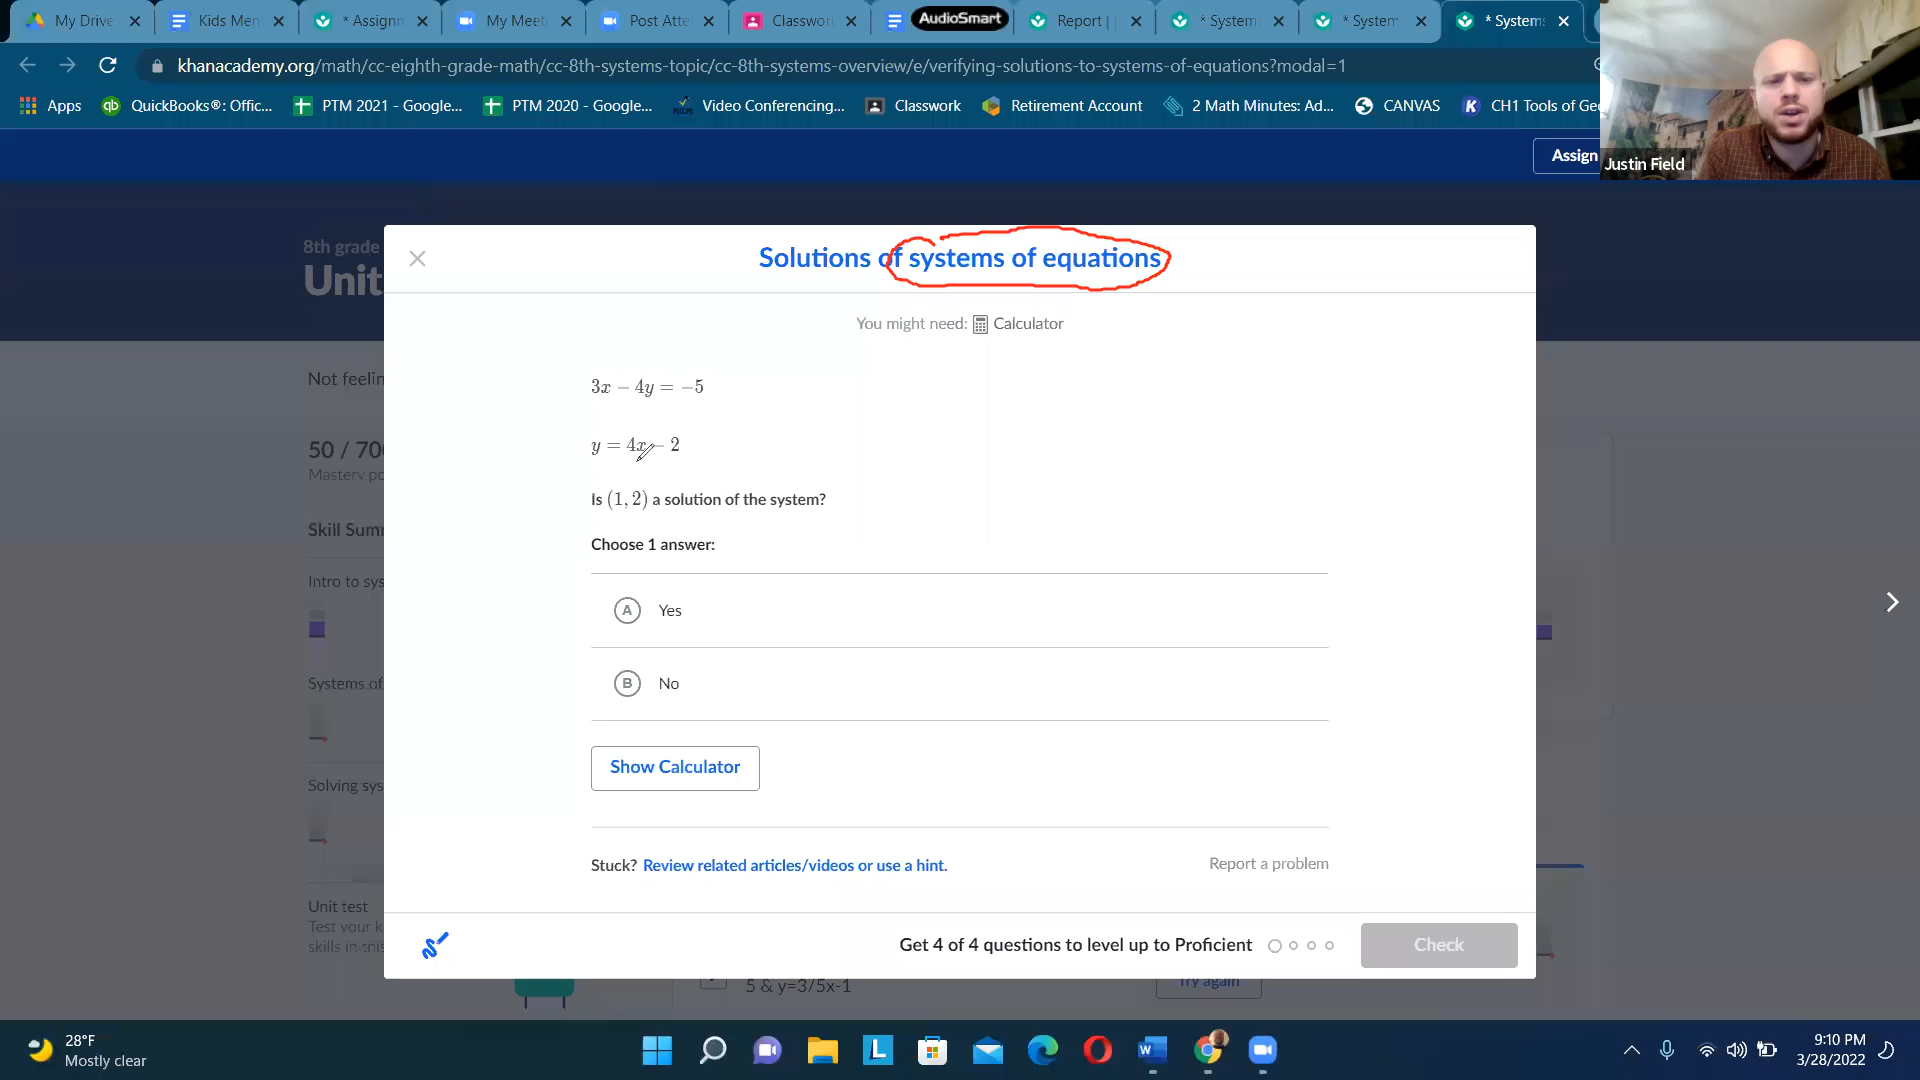 My Drive
Kids Mem
* Assignm
My Meeti
Post Atte
Classwor
AudioSmart
Report |
* System
* System
* Systems
khanacademy.org/math/cc-eighth-grade-math/cc-8th-systems-topic/cc-8th-systems-overview/e/verifying-solutions-to-systems-of-equations?modal=1
Apps
QuickBooks®: Offic...
PTM 2021 - Google...
PTM 2020 - Google...
Video Conferencing...
Classwork
Retirement Account
2 Math Minutes: Ad...
CANVAS
CH1 Tools of Geo
Assign
Justin Field
8th grade
Unit
Solutions of systems of equations
You might need: Calculator
Not feelin
3x − 4y = −5
50 / 700
Mastery po
y = 4x − 2
Is (1, 2) a solution of the system?
Skill Summ
Choose 1 answer:
Intro to sys
A Yes
Systems of
B No
Show Calculator
Solving sys
Stuck? Review related articles/videos or use a hint.
Report a problem
Unit test
Test your k
skills in this
Get 4 of 4 questions to level up to Proficient
Check
5 & y=3/5x-1
Try again
28°F
Mostly clear
9:10 PM
3/28/2022